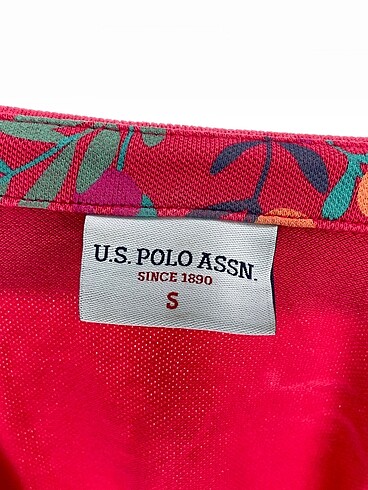 U.S. POLO ASSN.
SINCE 1890
S